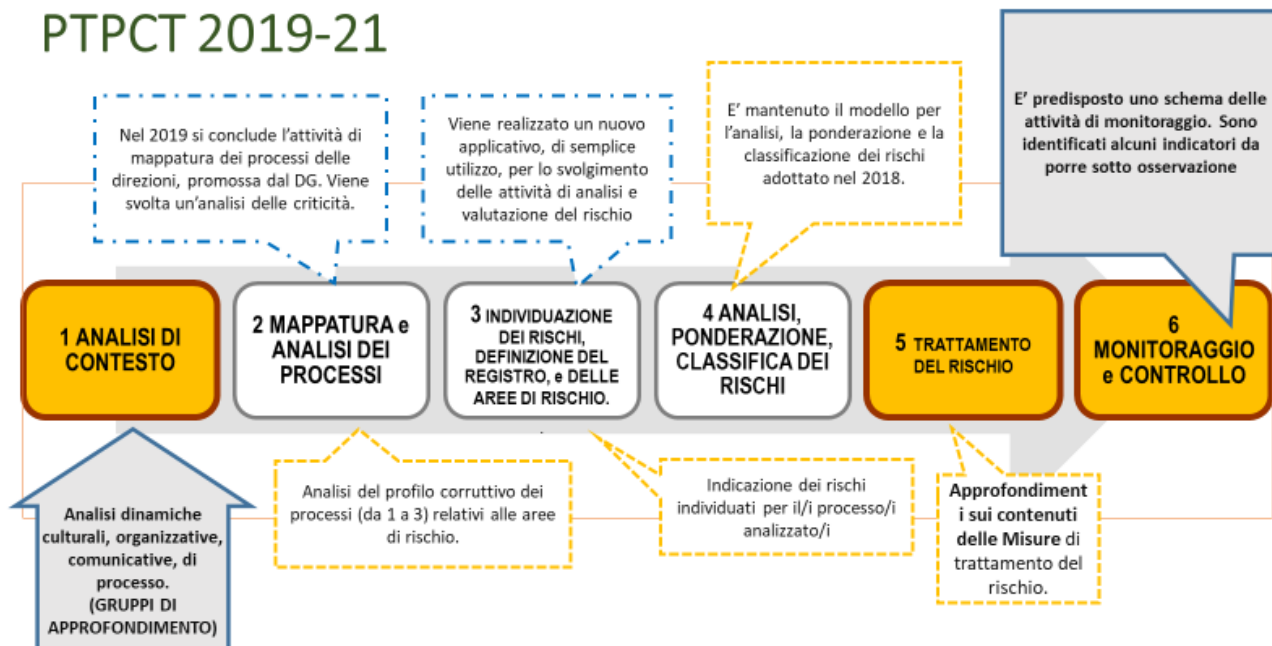 PTPCT 2019-21
Nel 2019 si conclude l'attività di
mappatura dei processi delle
direzioni, promossa dal DG. Viene
svolta un'analisi delle criticità.
Viene realizzato un nuovo
applicativo, di semplice
utilizzo, per lo svolgimento
delle attività di analisi e
valutazione del rischio
E' mantenuto il modello per
l'analisi, la ponderazione e la
classificazione dei rischi
adottato nel 2018.
E' predisposto uno schema delle
attività di monitoraggio. Sono
identificati alcuni indicatori da
porre sotto osservazione
1 ANALISI DI
CONTESTO
2 MAPPATURA e
ANALISI DEI
PROCESSI
3 INDIVIDUAZIONE
DEI RISCHI,
DEFINIZIONE DEL
REGISTRO, e DELLE
AREE DI RISCHIO.
4 ANALISI,
PONDERAZIONE,
CLASSIFICA DEI
RISCHI
5 TRATTAMENTO
DEL RISCHIO
6
MONITORAGGIO
e CONTROLLO
Analisi dinamiche
culturali, organizzative,
comunicative, di
processo.
(GRUPPI DI
APPROFONDIMENTO)
Analisi del profilo corruttivo dei
processi (da 1 a 3) relativi alle aree
di rischio.
Indicazione dei rischi
individuati per il/i processo/i
analizzato/i
Approfondiment
i sui contenuti
delle Misure di
trattamento del
rischio.